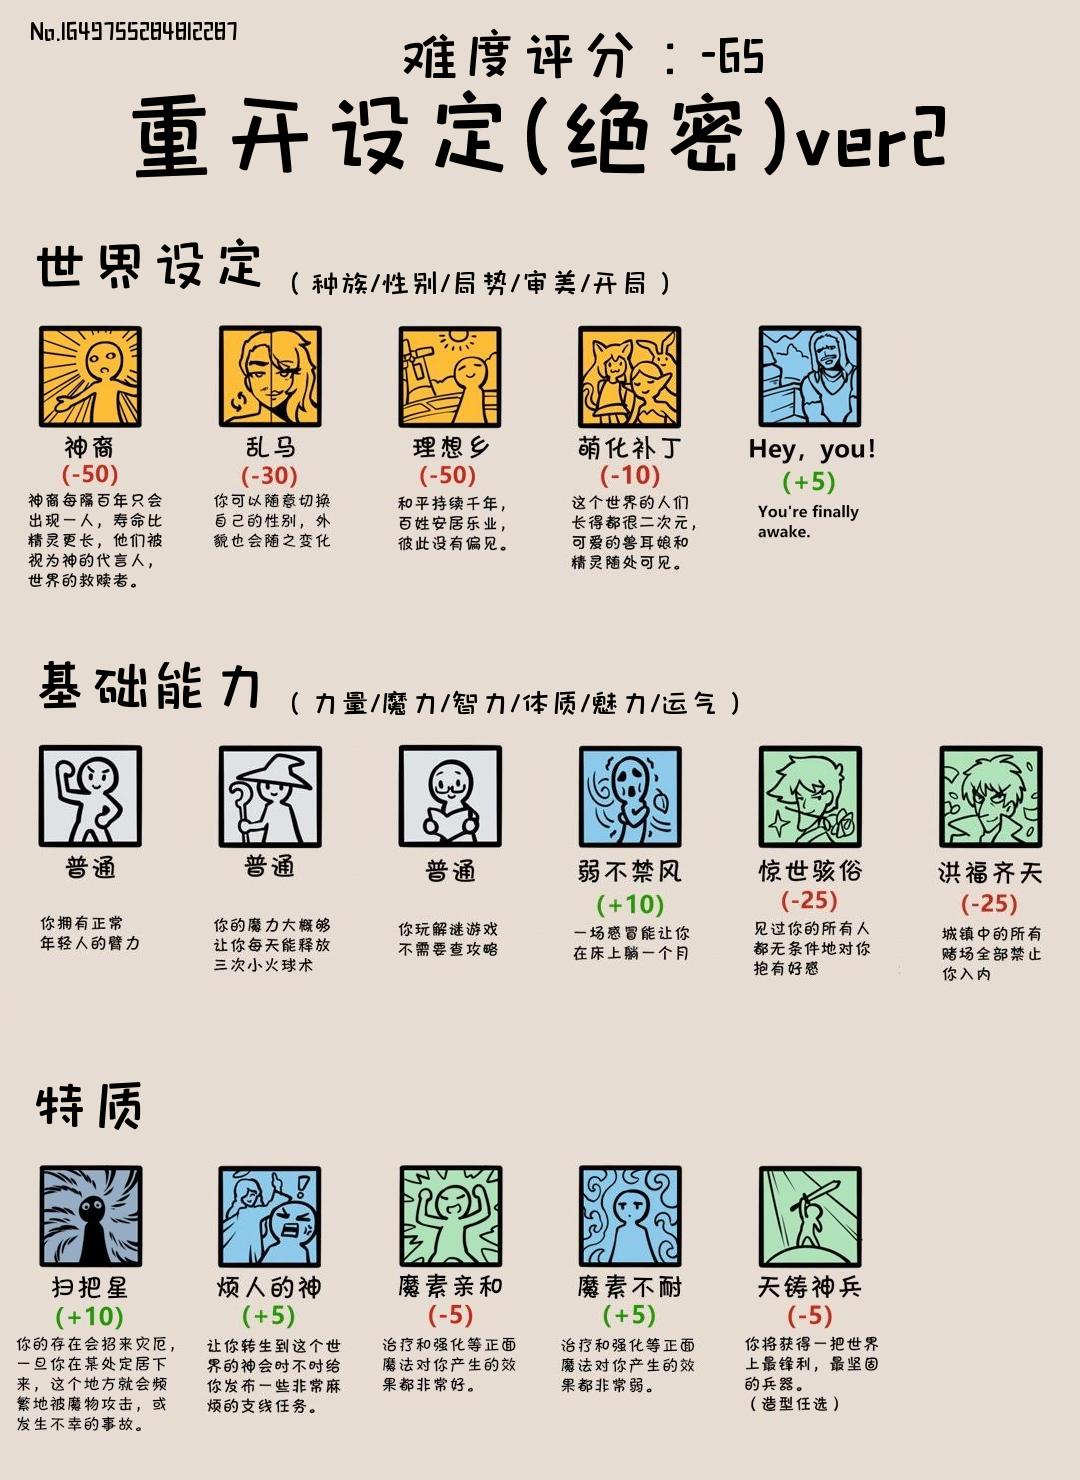 No.1649755284812287
难度评分：-65
重开设定(绝密)ver2
世界设定（种族/性别/局势/审美/开局）
神裔
(-50)
神裔每隔百年只会
出现一人，寿命比
精灵更长，他们被
视为神的代言人，
世界的救赎者。
乱马
(-30)
你可以随意切换
自己的性别，外
貌也会随之变化
理想乡
(-50)
和平持续千年，
百姓安居乐业，
彼此没有偏见。
萌化补丁
(-10)
这个世界的人们
长得都很二次元，
可爱的兽耳娘和
精灵随处可见。
Hey, you!
(+5)
You're finally
awake.
基础能力（力量/魔力/智力/体质/魅力/运气）
普通
你拥有正常
年轻人的臂力
普通
你的魔力大概够
让你每天能释放
三次小火球术
普通
你玩解谜游戏
不需要查攻略
弱不禁风
(+10)
一场感冒能让你
在床上躺一个月
惊世骇俗
(-25)
见过你的所有人
都无条件地对你
抱有好感
洪福齐天
(-25)
城镇中的所有
赌场全部禁止
你入内
特质
扫把星
(+10)
你的存在会招来灾厄，
一旦你在某处定居下
来，这个地方就会频
繁地被魔物攻击，或
发生不幸的事故。
烦人的神
(+5)
让你转生到这个世
界的神会时不时给
你发布一些非常麻
烦的支线任务。
魔素亲和
(-5)
治疗和强化等正面
魔法对你产生的效
果都非常好。
魔素不耐
(+5)
治疗和强化等正面
魔法对你产生的效
果都非常弱。
天铸神兵
(-5)
你将获得一把世界
上最锋利，最坚固
的兵器。
（造型任选）